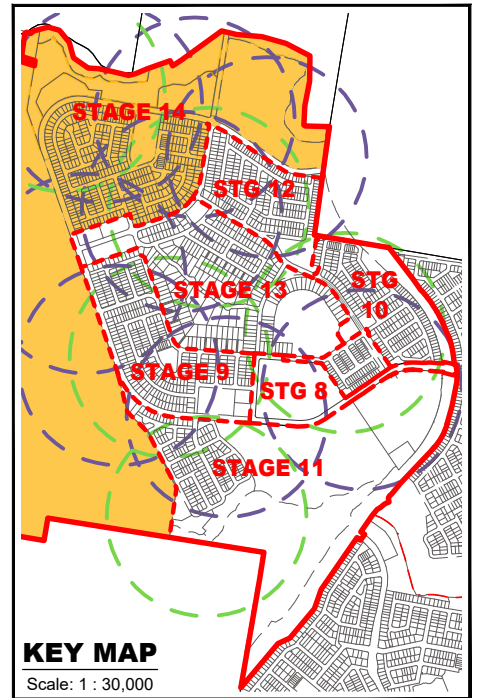 STAGE 14
STG 12
STAGE 13
STG
10
STAGE 9
STG 8
STAGE 11
KEY MAP
Scale: 1 : 30,000